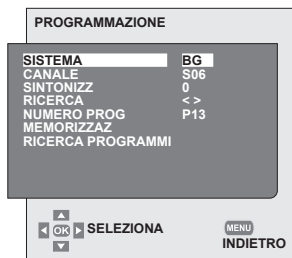 PROGRAMMAZIONE
SISTEMA BG
CANALE S06
SINTONIZZ 0
RICERCA < >
NUMERO PROG P13
MEMORIZZAZ
RICERCA PROGRAMMI
OK SELEZIONA MENU
INDIETRO